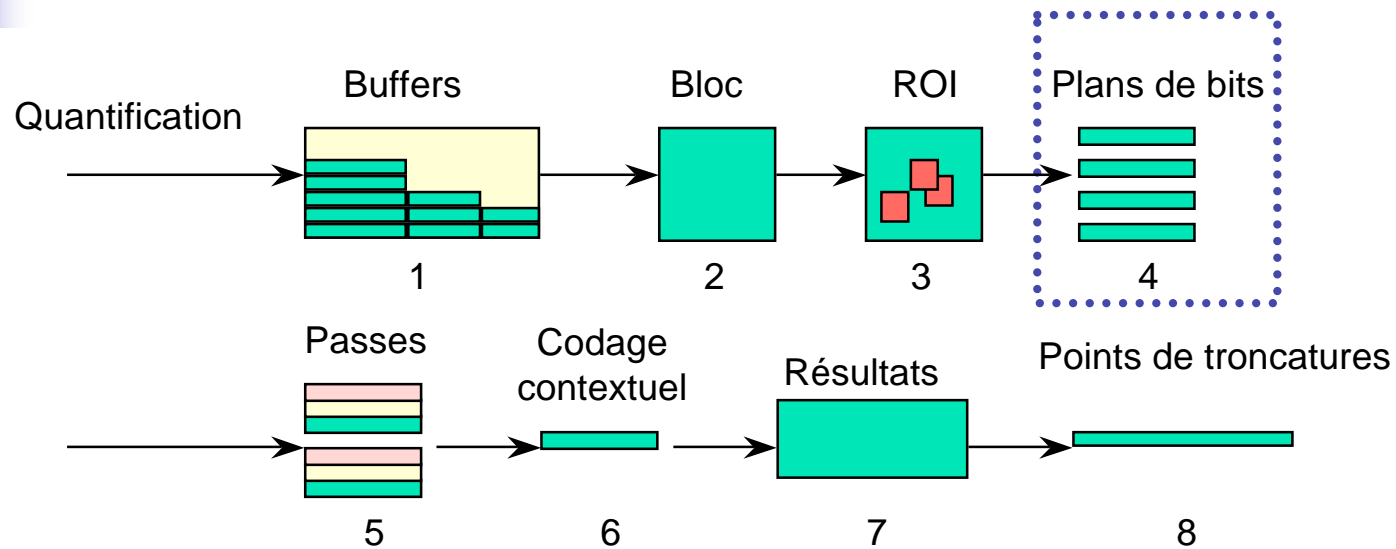 Quantification
Buffers
Bloc
ROI
Plans de bits
1
2
3
4
Passes
Codage
contextuel
Résultats
Points de troncatures
5
6
7
8